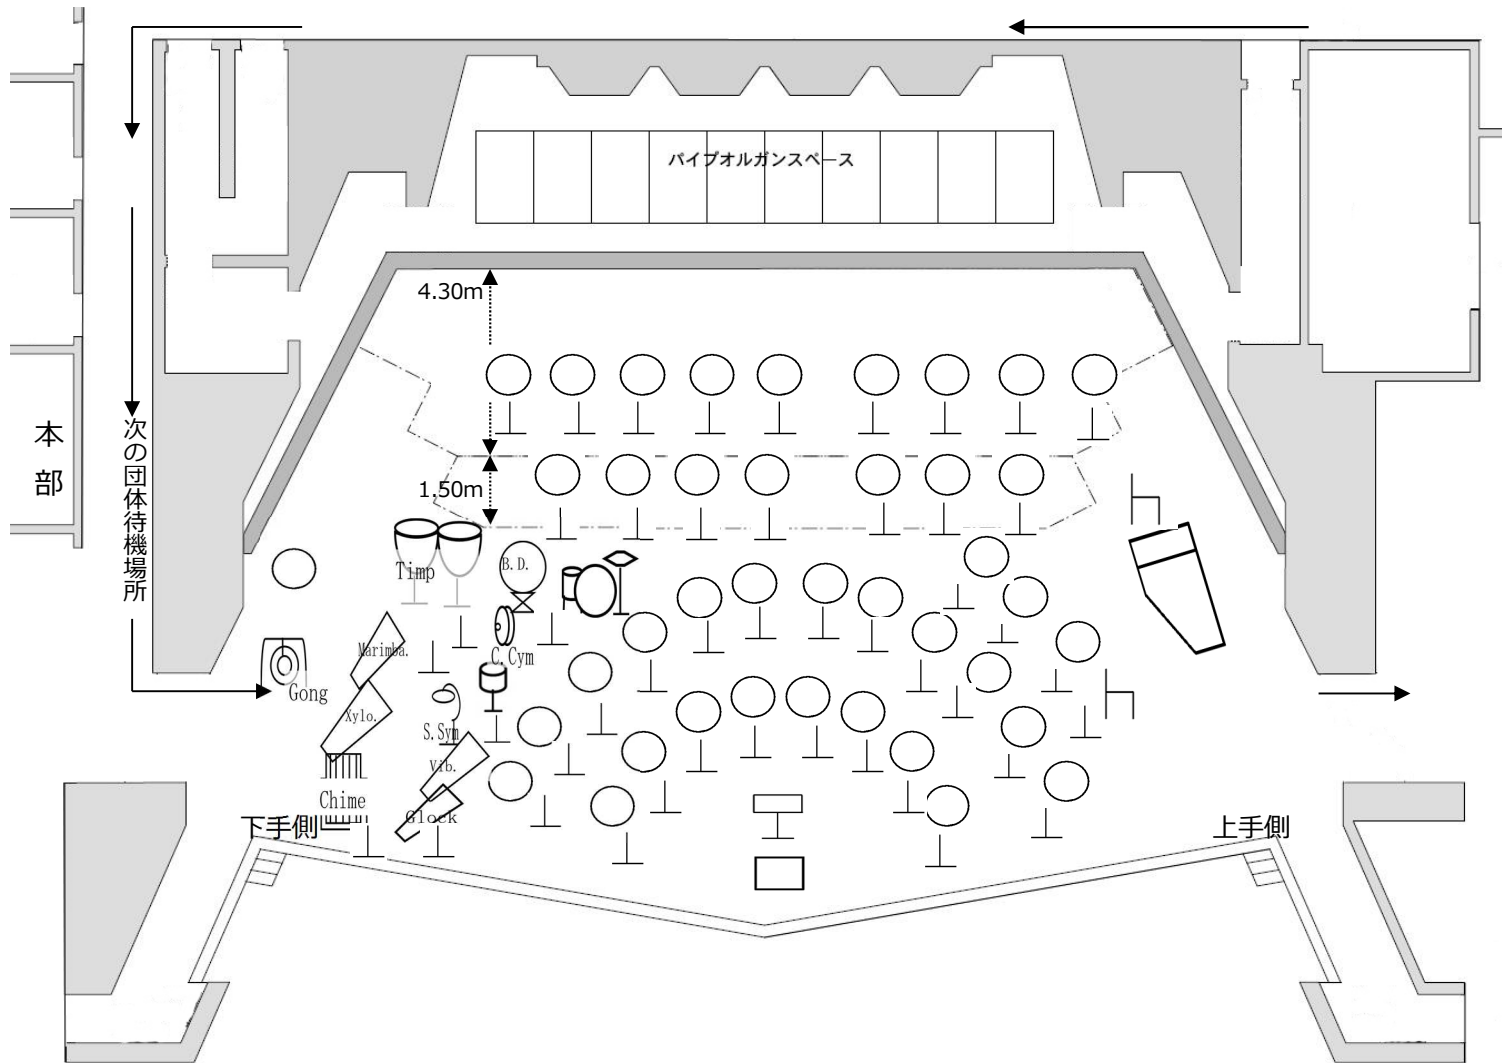 パイプオルガンスペース
4.30m
1.50m
本部
次の団体待機場所
Timp
B.D.
Marimba.
C.Cym
Gong
Xylo.
S.Sym
Vib.
Chime
Glock
下手側
上手側